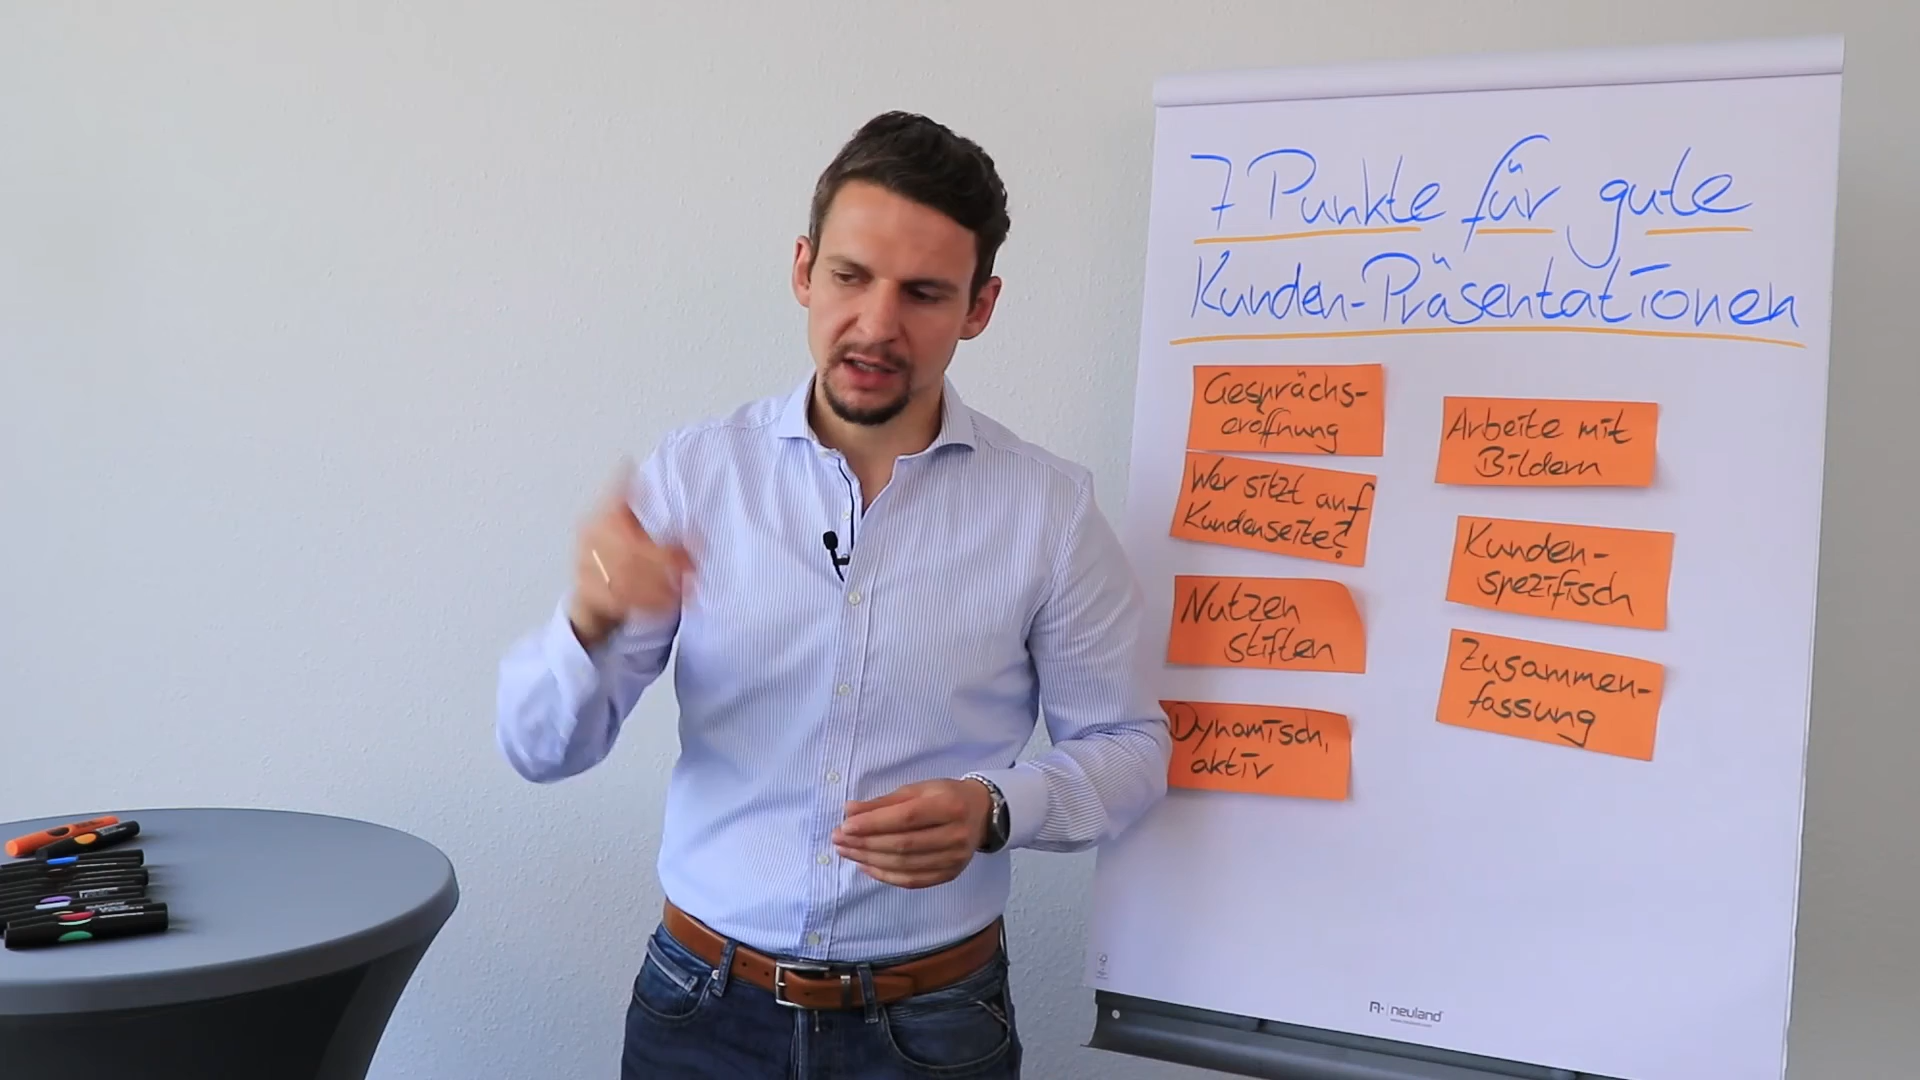 7 Punkte für gute
Kunden-Präsentationen
Gesprächs-
eröffnung
Wer sitzt auf
Kundenseite?
Nutzen
stiften
Dynamisch,
aktiv
Arbeite mit
Bildern
Kunden-
spezifisch
Zusammen-
fassung
neuland